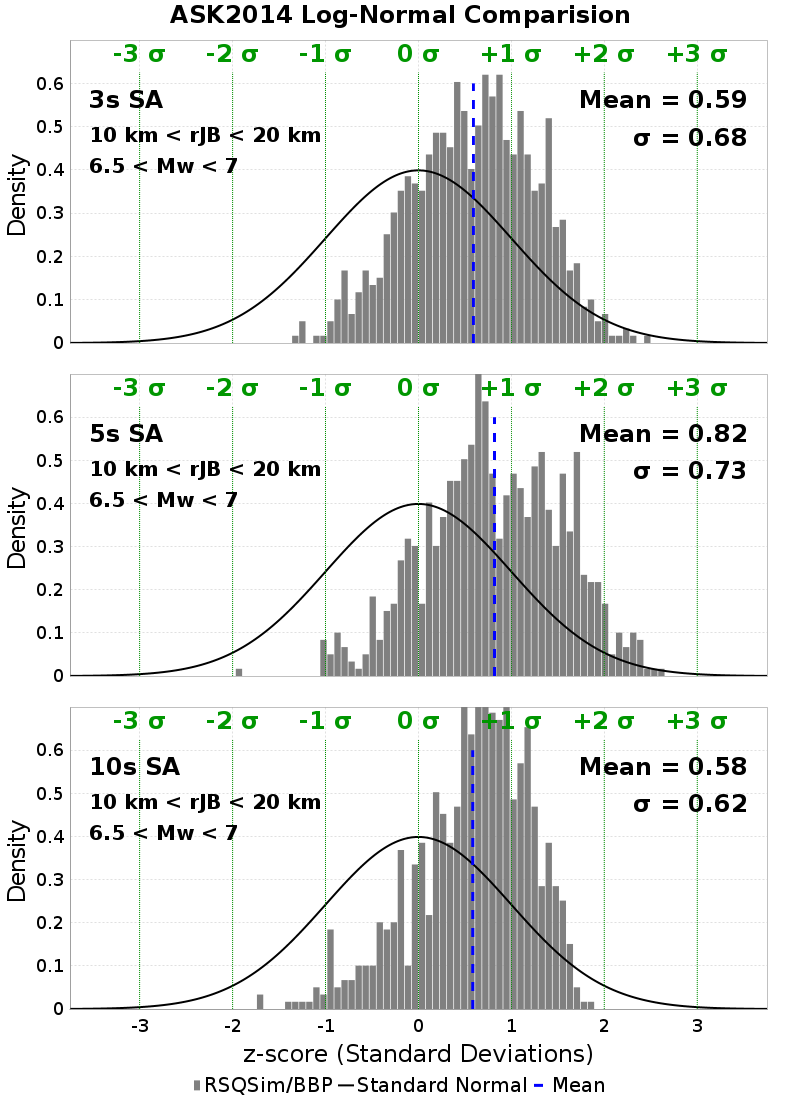 ASK2014 Log-Normal Comparision
-3 σ -2 σ -1 σ 0 σ +1 σ +2 σ +3 σ
3s SA
10 km < rJB < 20 km
6.5 < Mw < 7
Mean = 0.59
σ = 0.68
Density
0.6
0.5
0.4
0.3
0.2
0.1
0
-3 σ -2 σ -1 σ 0 σ +1 σ +2 σ +3 σ
5s SA
10 km < rJB < 20 km
6.5 < Mw < 7
Mean = 0.82
σ = 0.73
Density
0.6
0.5
0.4
0.3
0.2
0.1
0
-3 σ -2 σ -1 σ 0 σ +1 σ +2 σ +3 σ
10s SA
10 km < rJB < 20 km
6.5 < Mw < 7
Mean = 0.58
σ = 0.62
Density
0.6
0.5
0.4
0.3
0.2
0.1
0
-3 -2 -1 0 1 2 3
z-score (Standard Deviations)
RSQSim/BBP Standard Normal Mean